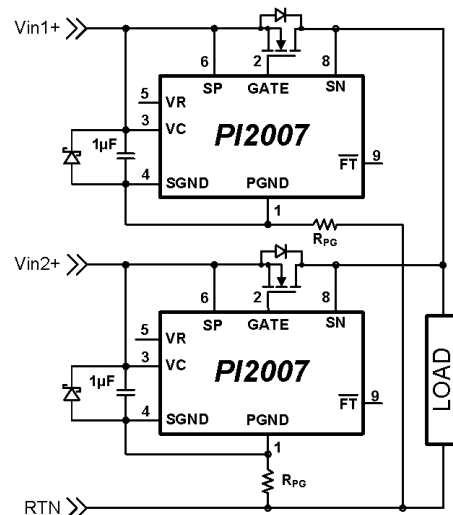 Vin1+
6
2
8
SP
GATE
SN
5
VR
3
VC
1µF
PI2007
FT
9
4
SGND
PGND
1
RPG
Vin2+
6
2
8
SP
GATE
SN
5
VR
3
VC
1µF
PI2007
FT
9
4
SGND
PGND
1
RPG
LOAD
RTN